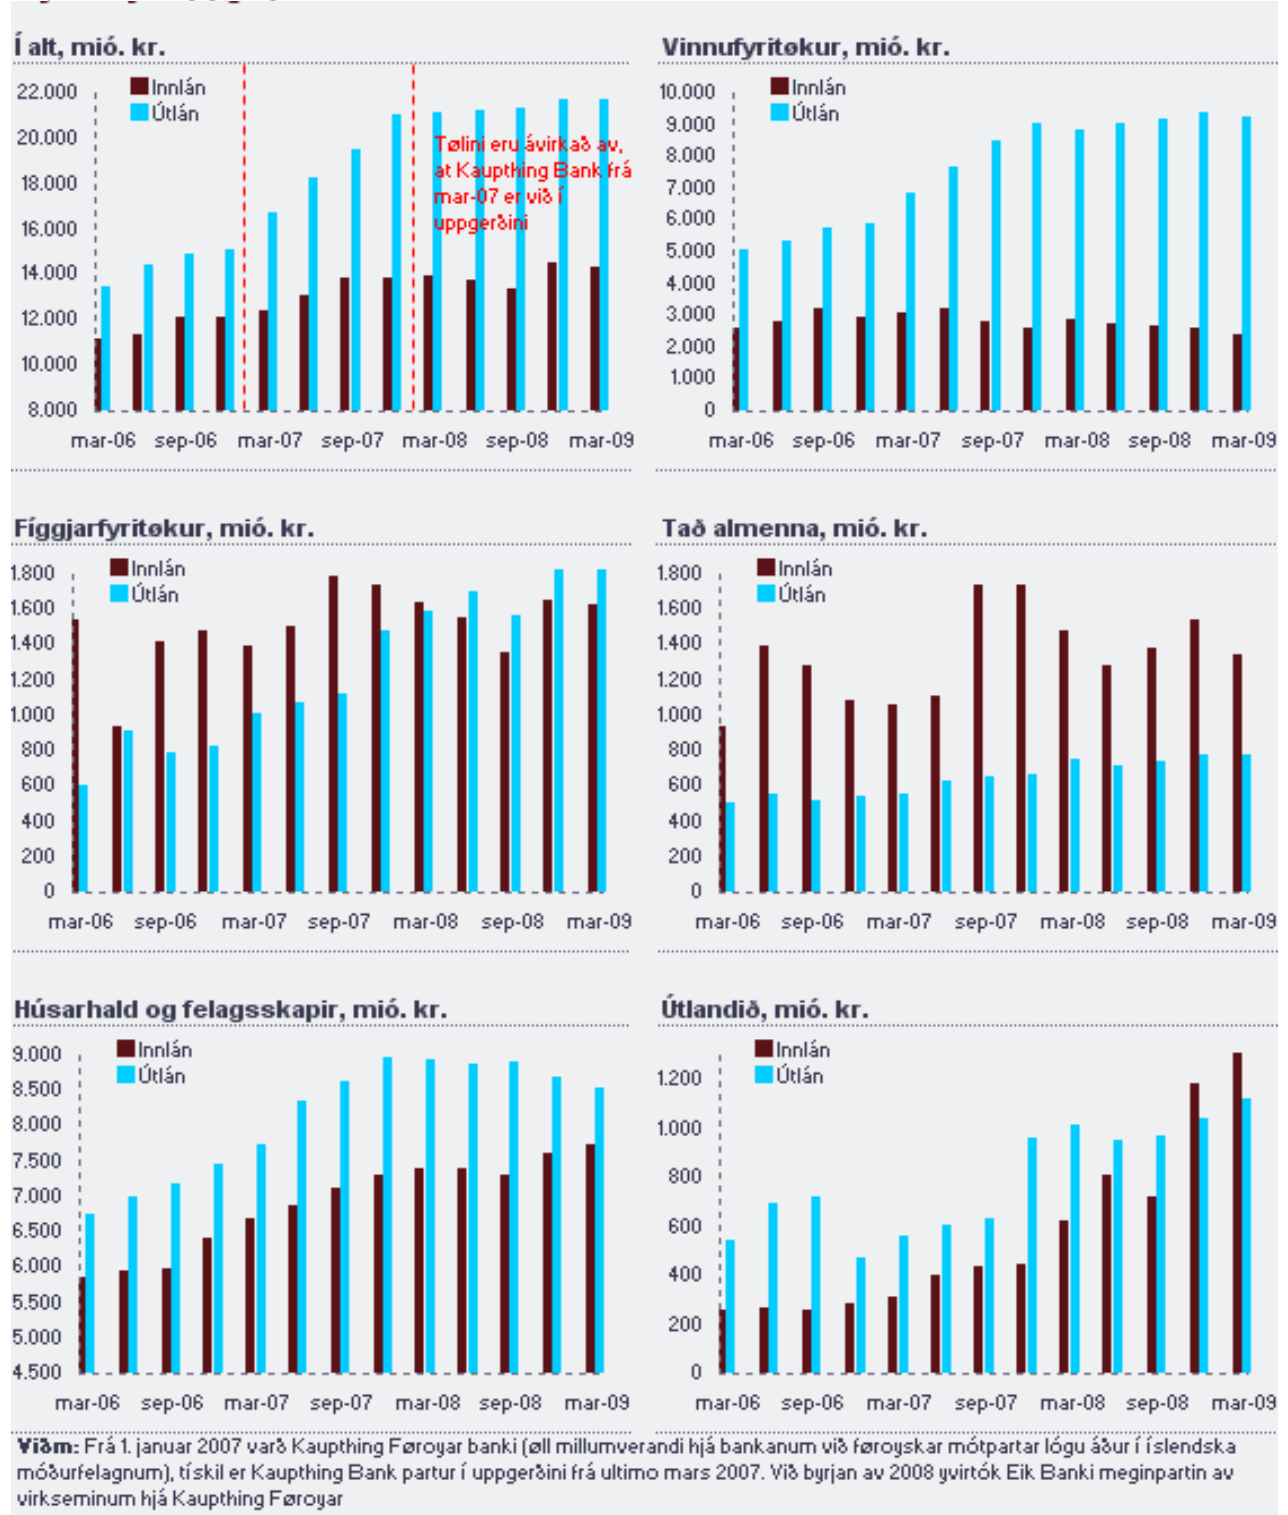 Í alt, mió. kr.
Innlán
Útlán
22.000
20.000
18.000
16.000
14.000
12.000
10.000
8.000
Tølini eru ávirkað av,
at Kaupthing Bank frá
mar-07 er við í
uppgerðini
mar-06 sep-06 mar-07 sep-07 mar-08 sep-08 mar-09
Vinnufyritøkur, mió. kr.
Innlán
Útlán
10.000
9.000
8.000
7.000
6.000
5.000
4.000
3.000
2.000
1.000
0
mar-06 sep-06 mar-07 sep-07 mar-08 sep-08 mar-09
Fíggjarfyritøkur, mió. kr.
Innlán
Útlán
1.800
1.600
1.400
1.200
1.000
800
600
400
200
0
mar-06 sep-06 mar-07 sep-07 mar-08 sep-08 mar-09
Tað almenna, mió. kr.
Innlán
Útlán
1.800
1.600
1.400
1.200
1.000
800
600
400
200
0
mar-06 sep-06 mar-07 sep-07 mar-08 sep-08 mar-09
Húsarhald og felagsskapir, mió. kr.
Innlán
Útlán
9.000
8.500
8.000
7.500
7.000
6.500
6.000
5.500
5.000
4.500
mar-06 sep-06 mar-07 sep-07 mar-08 sep-08 mar-09
Útlandið, mió. kr.
Innlán
Útlán
1.200
1.000
800
600
400
200
0
mar-06 sep-06 mar-07 sep-07 mar-08 sep-08 mar-09
Viðm: Frá 1. januar 2007 varð Kaupthing Føroyar banki (øll millumverandi hjá bankanum við føroyskar mótpartar lógu áður í íslendska
móðurfelagnum), tískil er Kaupthing Bank partur í uppgerðini frá ultimo mars 2007. Við byrjan av 2008 yvirtók Eik Banki meginpartin av
virkseminum hjá Kaupthing Føroyar